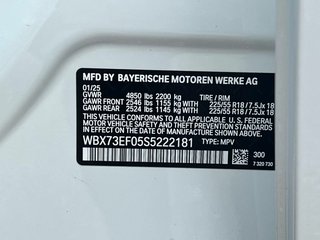 MFD BY BAYERISCHE MOTOREN WERKE AG
01/25 TIRE / RIM
GVWR 4850 lbs 2200 kg
GAWR FRONT 2546 lbs 1155 kg WITH 225/55 R18 / 7.5Jx 18
GAWR REAR 2524 lbs 1145 kg WITH 225/55 R18 / 7.5Jx 18
THIS VEHICLE CONFORMS TO ALL APPLICABLE U. S. FEDERAL
MOTOR VEHICLE SAFETY, BUMPER, AND THEFT PREVENTION
STANDARDS IN EFFECT ON THE DATE OF MANUFACTURE SHOWN ABOVE.
WBX73EF05S5222181 TYPE: MPV
300
7 320 730